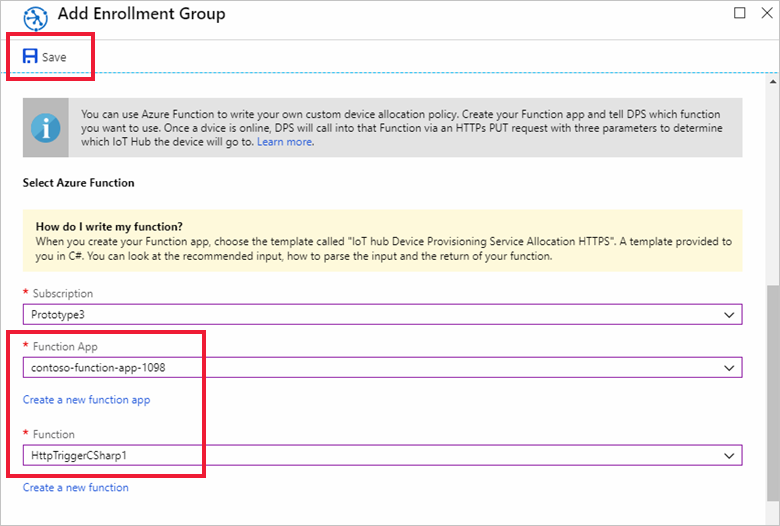 Add Enrollment Group
Save
You can use Azure Function to write your own custom device allocation policy. Create your Function app and tell DPS which function
you want to use. Once a dvice is online, DPS will call into that Function via an HTTPs PUT request with three parameters to determine
which IoT Hub the device will go to. Learn more.
Select Azure Function
How do I write my function?
When you create your Function app, choose the template called "IoT hub Device Provisioning Service Allocation HTTPS". A template provided to
you in C#. You can look at the recommended input, how to parse the input and the return of your function.
* Subscription
Prototype3
* Function App
contoso-function-app-1098
Create a new function app
* Function
HttpTriggerCSharp1
Create a new function